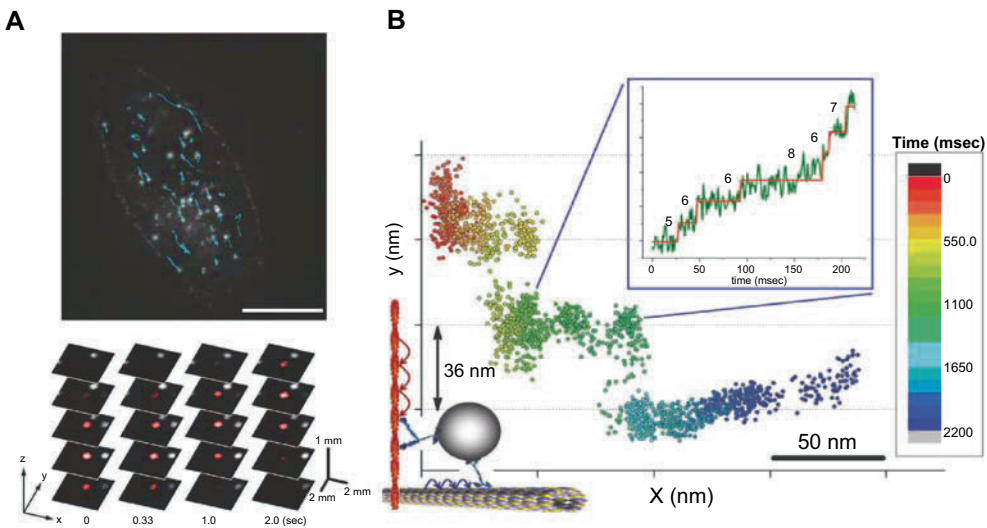 A
1 mm
2 mm
2 mm
z
y
x
0
0.33
1.0
2.0 (sec)
B
y (nm)
36 nm
X (nm)
50 nm
5
6
6
8
6
7
0
50
100
150
200
time (msec)
Time (msec)
0
550.0
1100
1650
2200